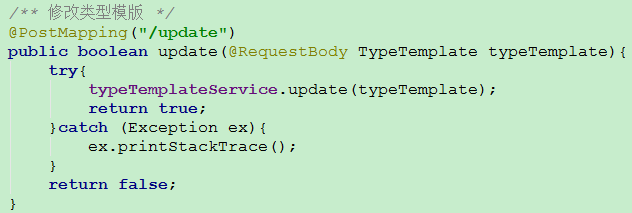 /** 修改类型模版 */
@PostMapping("/update")
public boolean update(@RequestBody TypeTemplate typeTemplate){
    try{
        typeTemplateService.update(typeTemplate);
        return true;
    }catch (Exception ex){
        ex.printStackTrace();
    }
    return false;
}